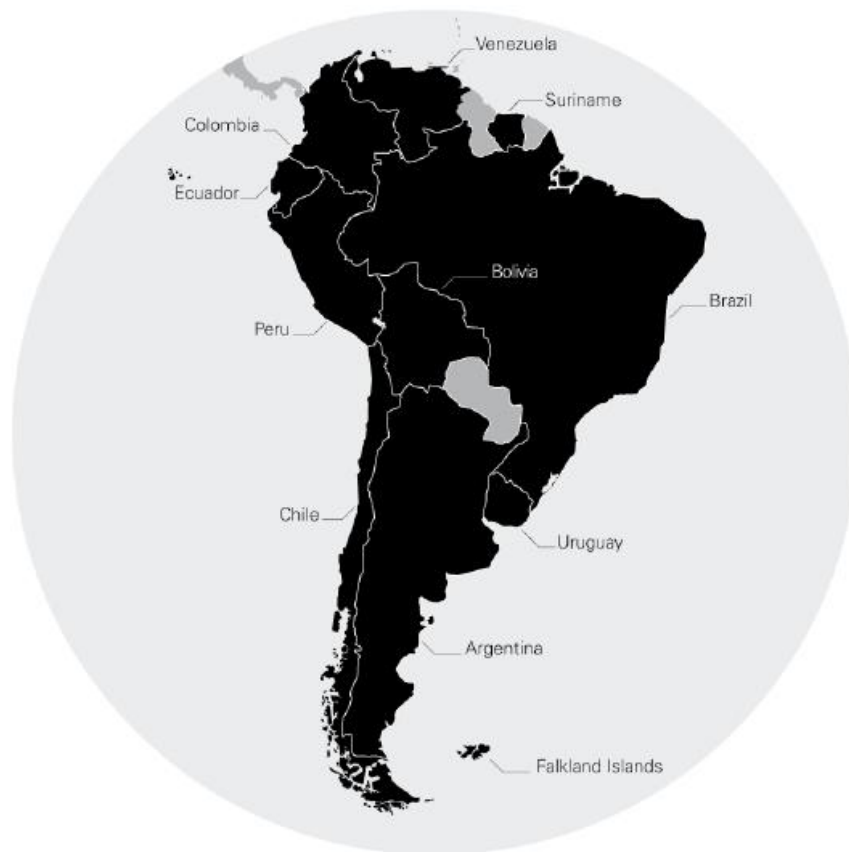 Venezuela
Suriname
Colombia
Ecuador
Bolivia
Brazil
Peru
Chile
Uruguay
Argentina
Falkland Islands